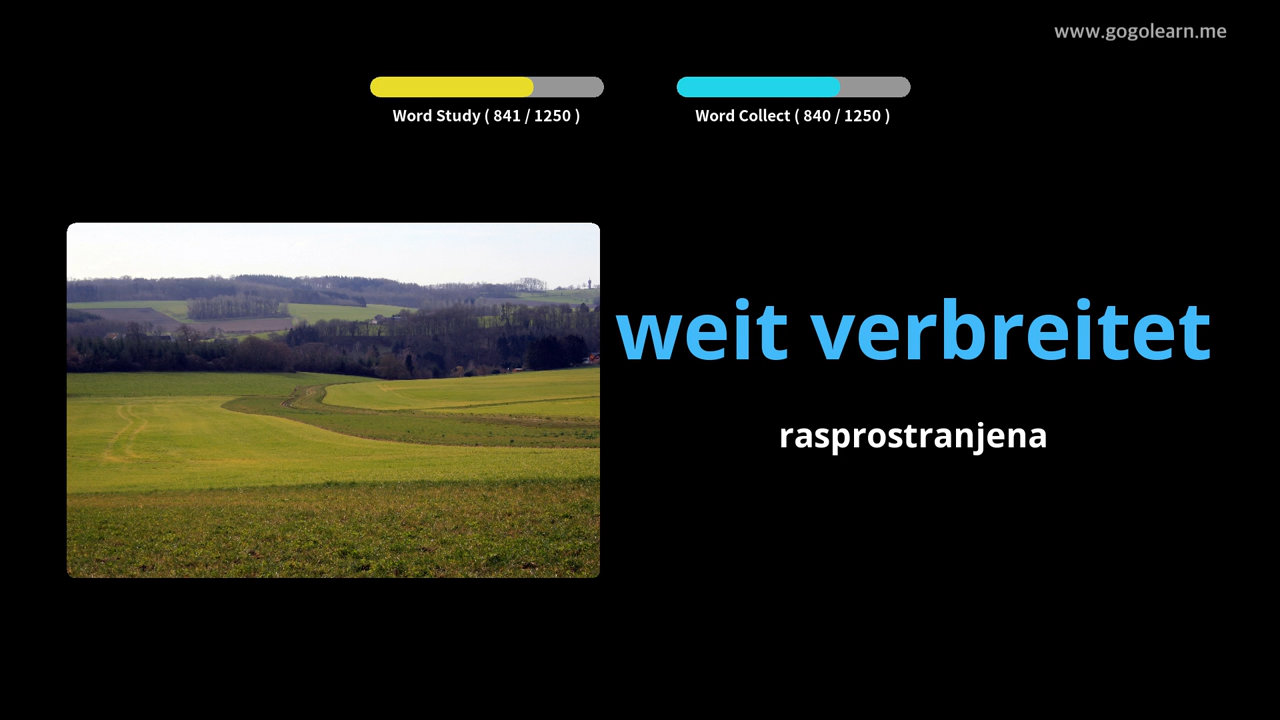 www.gogolearn.me
Word Study ( 841 / 1250 )
Word Collect ( 840 / 1250 )
weit verbreitet
rasprostranjena